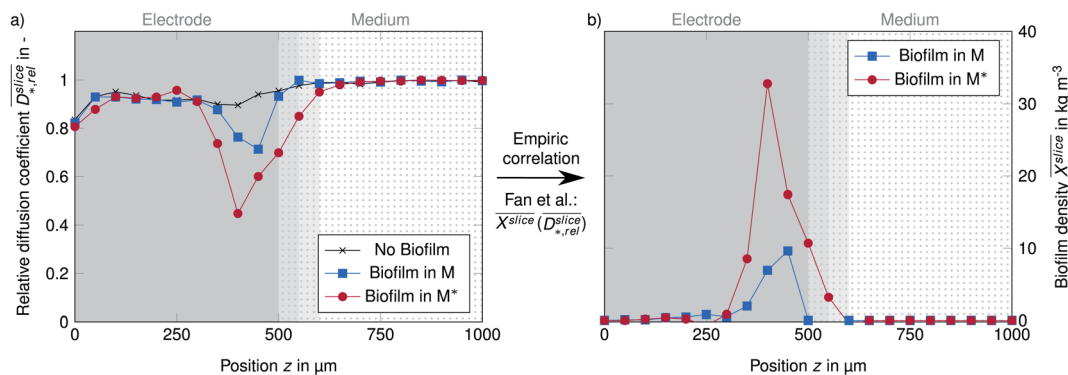 a)
Electrode
Medium
Relative diffusion coefficient D*,rel^slice in -
1
0.8
0.6
0.4
0.2
0
No Biofilm
Biofilm in M
Biofilm in M*
0
250
500
750
1000
Position z in µm
Empiric
correlation
Fan et al.:
X^slice(D*,rel^slice)
b)
Electrode
Medium
Biofilm in M
Biofilm in M*
40
30
20
10
0
Biofilm density X^slice in kg m-3
0
250
500
750
1000
Position z in µm